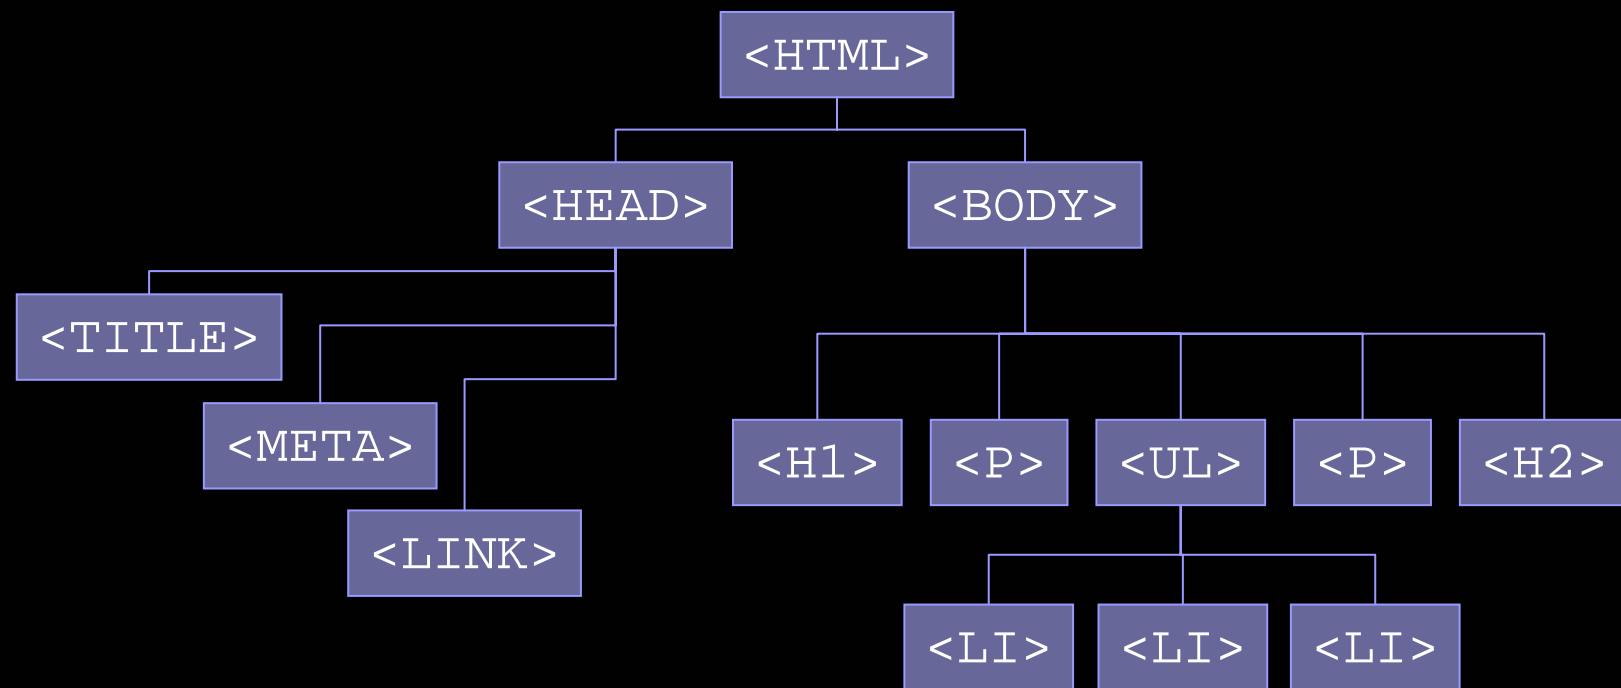 <HTML>
<HEAD>
<BODY>
<TITLE>
<META>
<LINK>
<H1>
<P>
<UL>
<P>
<H2>
<LI>
<LI>
<LI>